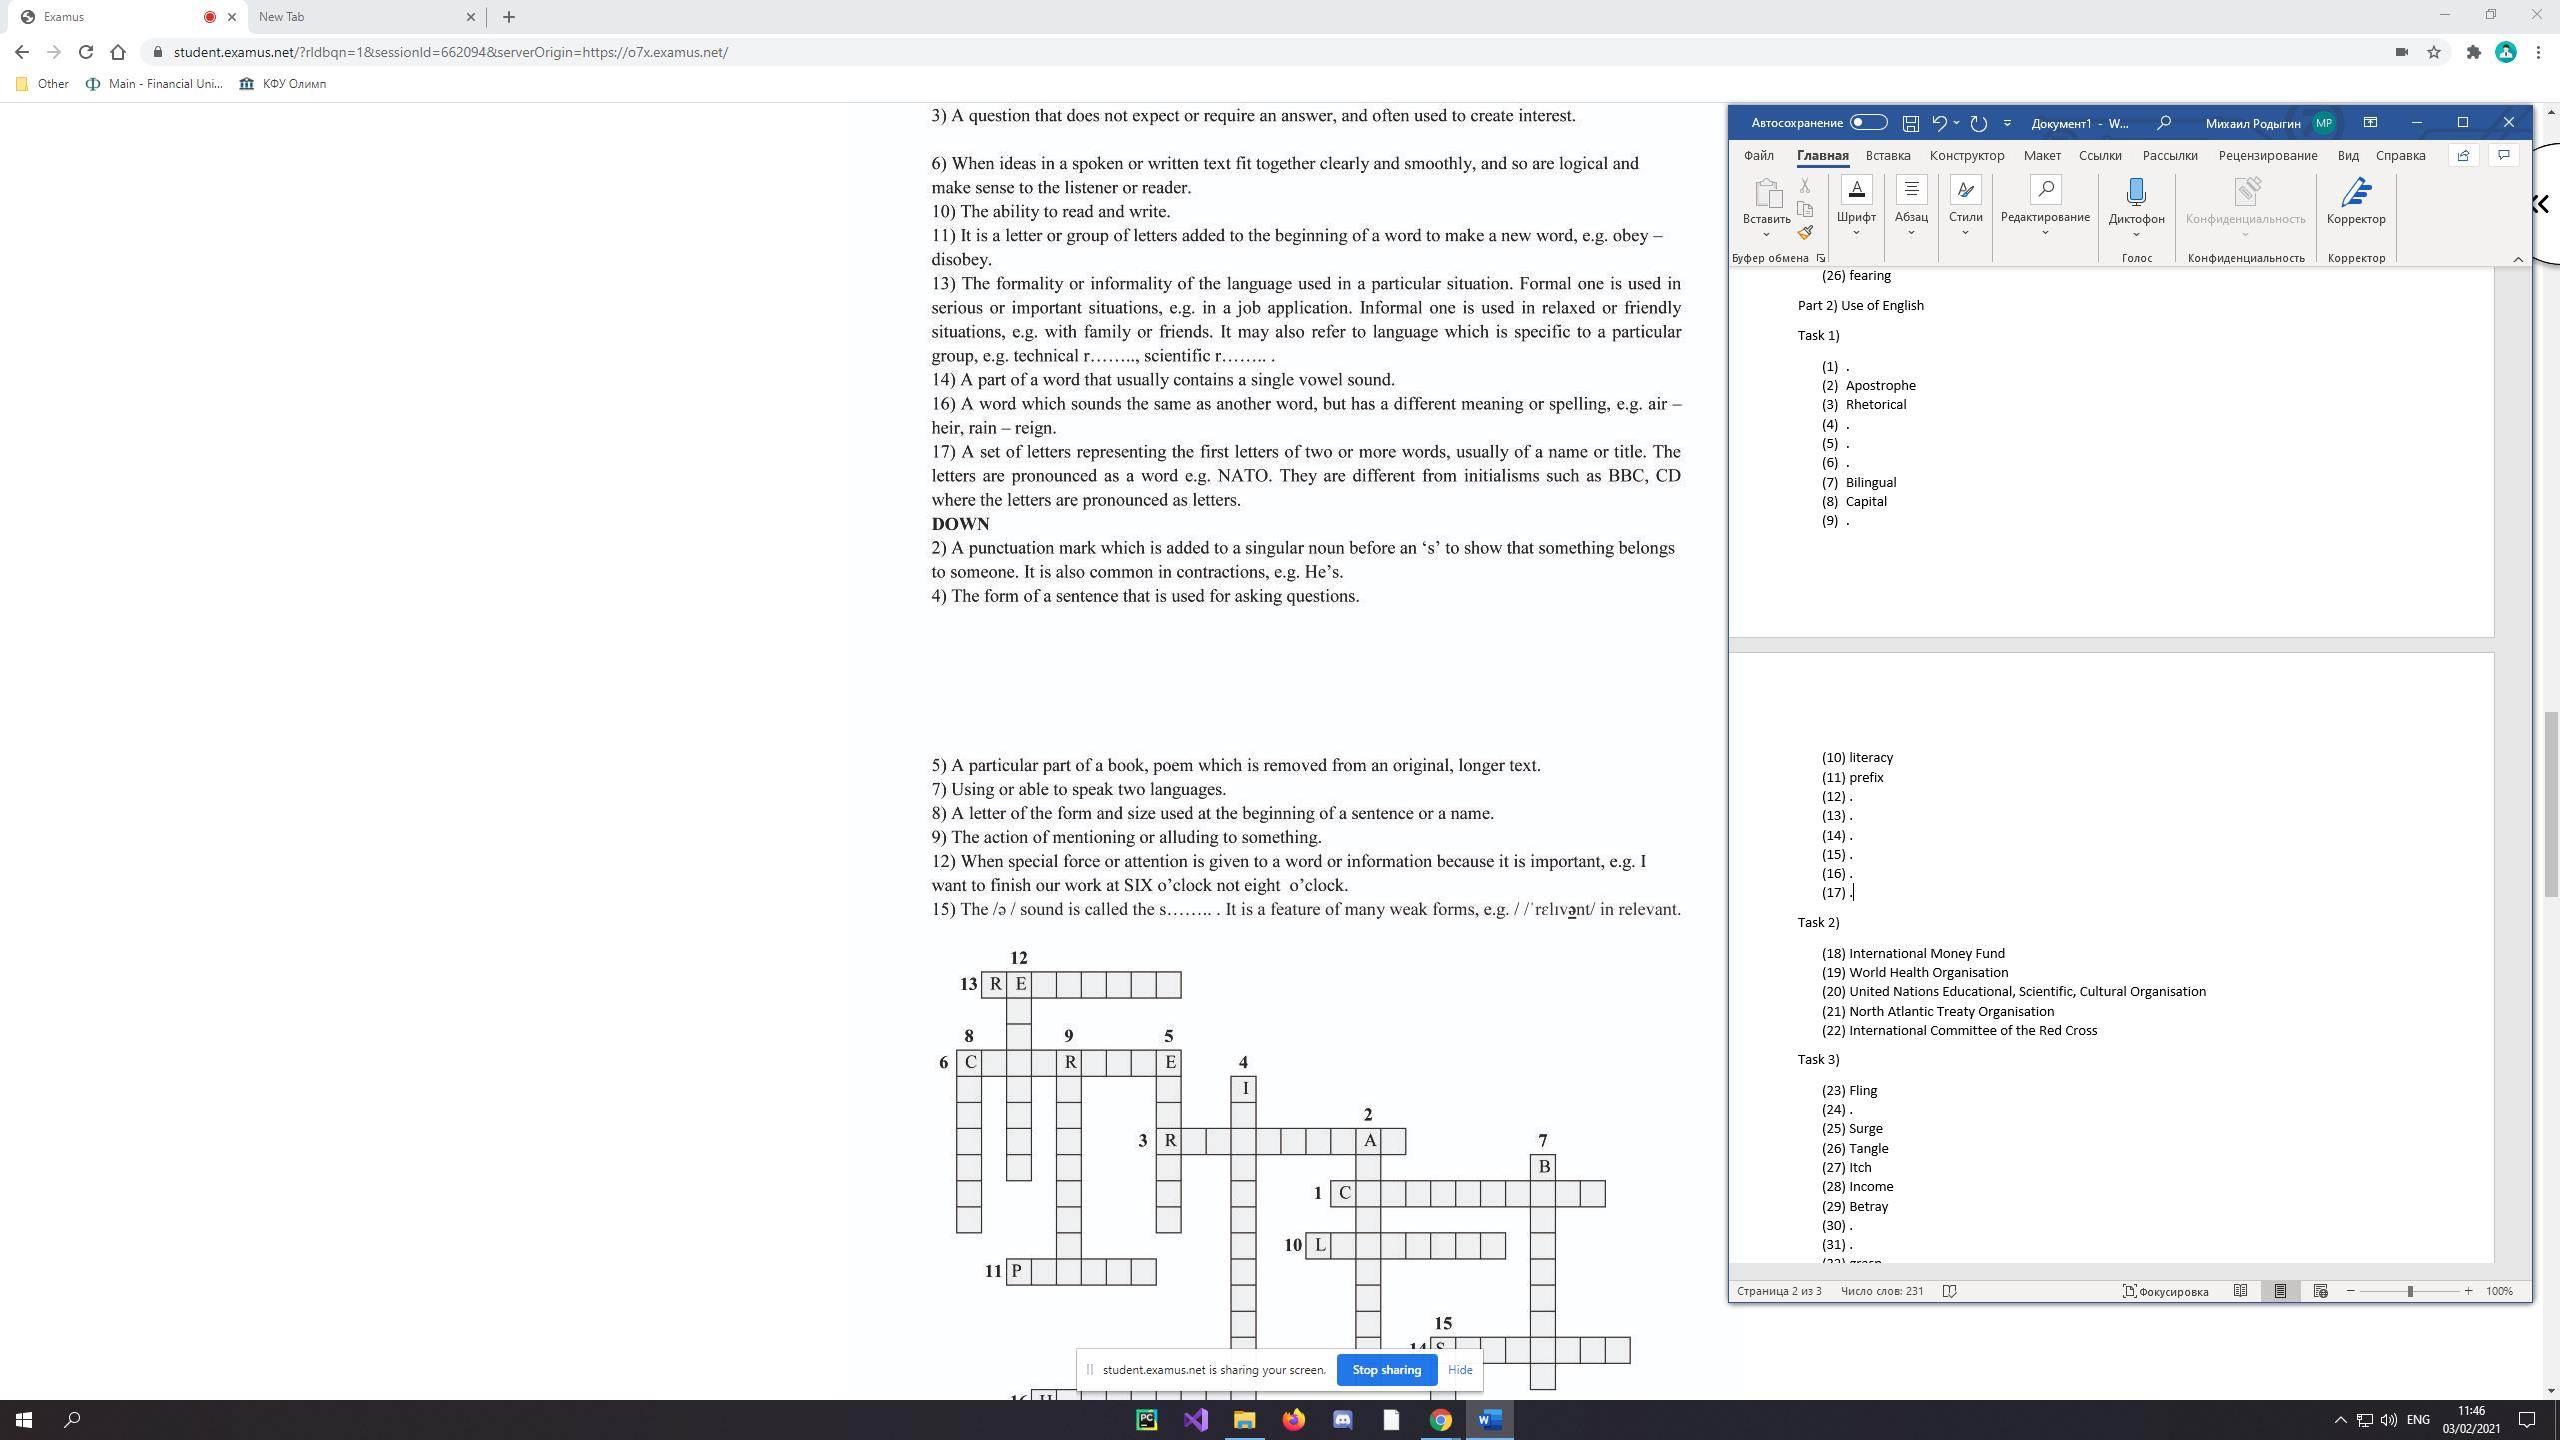 Examus
New Tab
student.examus.net/?rldbqn=1&sessionId=662094&serverOrigin=https://o7x.examus.net/
Other
Main - Financial Uni...
КФУ Олимп
3) A question that does not expect or require an answer, and often used to create interest.
6) When ideas in a spoken or written text fit together clearly and smoothly, and so are logical and
make sense to the listener or reader.
10) The ability to read and write.
11) It is a letter or group of letters added to the beginning of a word to make a new word, e.g. obey –
disobey.
13) The formality or informality of the language used in a particular situation. Formal one is used in
serious or important situations, e.g. in a job application. Informal one is used in relaxed or friendly
situations, e.g. with family or friends. It may also refer to language which is specific to a particular
group, e.g. technical r…….., scientific r…….. .
14) A part of a word that usually contains a single vowel sound.
16) A word which sounds the same as another word, but has a different meaning or spelling, e.g. air –
heir, rain – reign.
17) A set of letters representing the first letters of two or more words, usually of a name or title. The
letters are pronounced as a word e.g. NATO. They are different from initialisms such as BBC, CD
where the letters are pronounced as letters.
DOWN
2) A punctuation mark which is added to a singular noun before an ‘s’ to show that something belongs
to someone. It is also common in contractions, e.g. He’s.
4) The form of a sentence that is used for asking questions.
5) A particular part of a book, poem which is removed from an original, longer text.
7) Using or able to speak two languages.
8) A letter of the form and size used at the beginning of a sentence or a name.
9) The action of mentioning or alluding to something.
12) When special force or attention is given to a word or information because it is important, e.g. I
want to finish our work at SIX o’clock not eight o’clock.
15) The /ə / sound is called the s…….. . It is a feature of many weak forms, e.g. / /ˈrɛlɪvənt/ in relevant.
12
13 R E
8 9 5
6 C R E 4
I
2
3 R A 7
B
1 C
10 L
11 P
15
14 S
16 H
student.examus.net is sharing your screen.
Stop sharing
Hide
Автосохранение
Документ1 - W...
Михаил Родыгин
МР
Файл Главная Вставка Конструктор Макет Ссылки Рассылки Рецензирование Вид Справка
Вставить
Шрифт
Абзац
Стили
Редактирование
Диктофон
Конфиденциальность
Корректор
Буфер обмена
Голос
Конфиденциальность
Корректор
(26) fearing
Part 2) Use of English
Task 1)
(1) .
(2) Apostrophe
(3) Rhetorical
(4) .
(5) .
(6) .
(7) Bilingual
(8) Capital
(9) .
(10) literacy
(11) prefix
(12) .
(13) .
(14) .
(15) .
(16) .
(17) .
Task 2)
(18) International Money Fund
(19) World Health Organisation
(20) United Nations Educational, Scientific, Cultural Organisation
(21) North Atlantic Treaty Organisation
(22) International Committee of the Red Cross
Task 3)
(23) Fling
(24) .
(25) Surge
(26) Tangle
(27) Itch
(28) Income
(29) Betray
(30) .
(31) .
(32) grasp
Страница 2 из 3
Число слов: 231
Фокусировка
100%
PC
ENG
11:46
03/02/2021